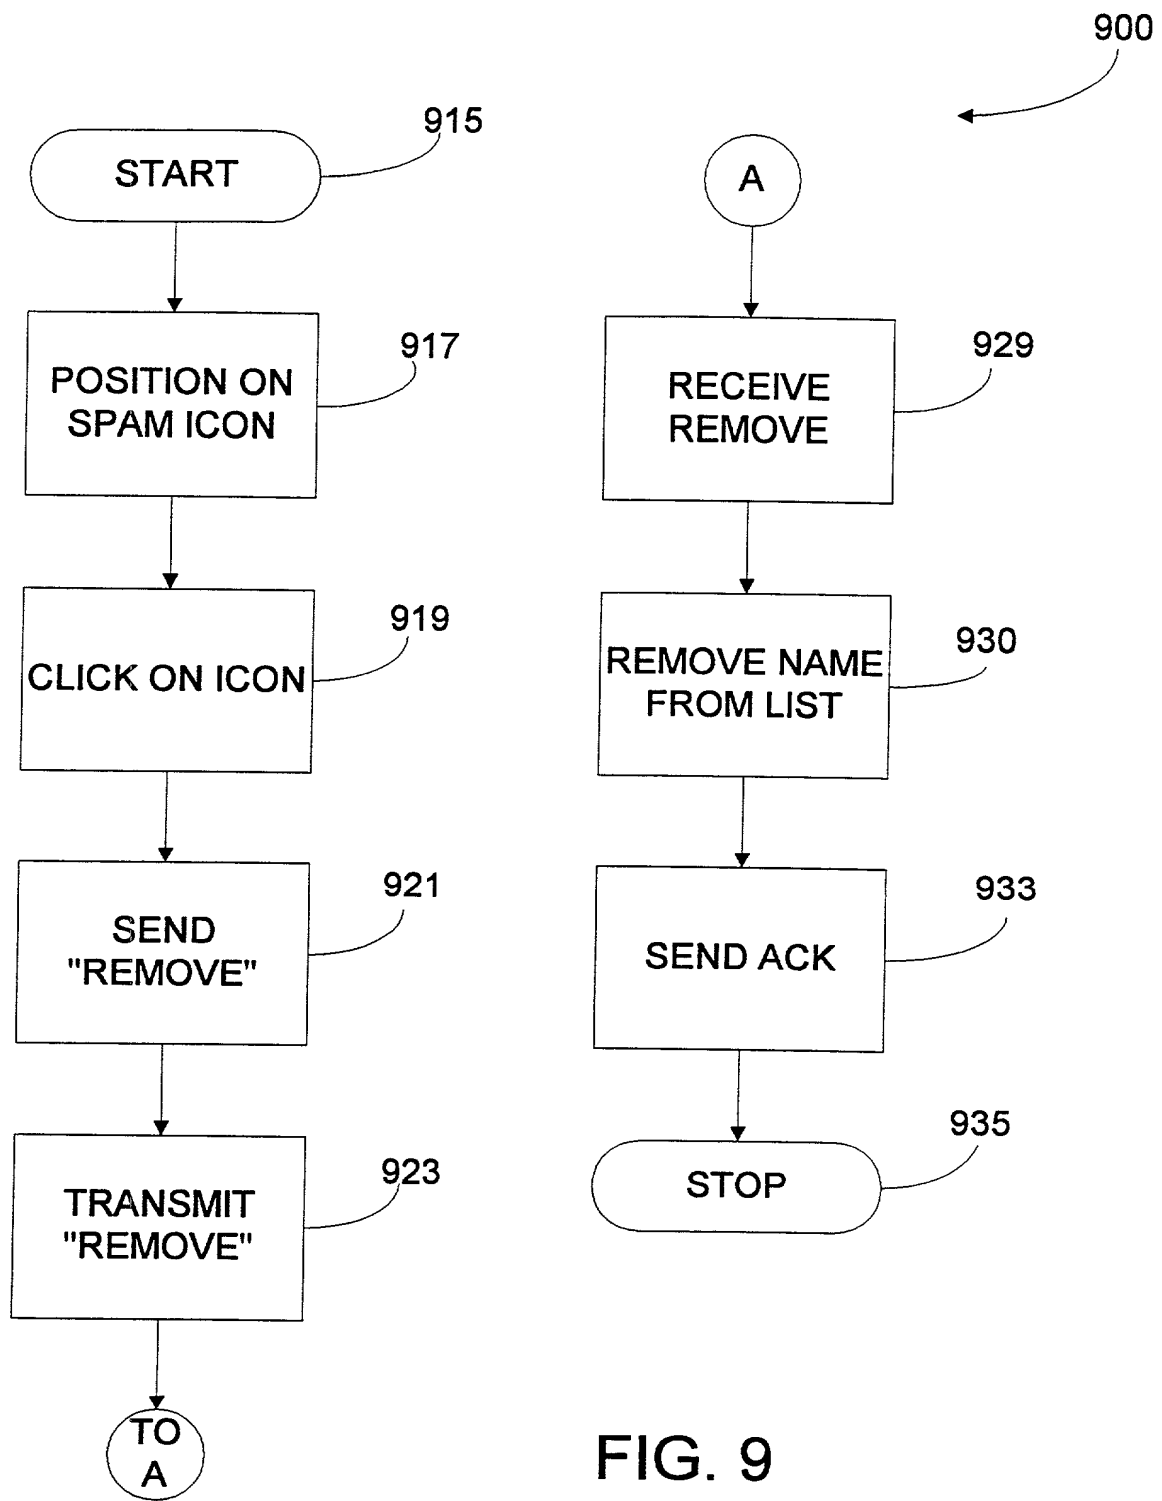 900
915
START
917
POSITION ON
SPAM ICON
919
CLICK ON ICON
921
SEND
"REMOVE"
923
TRANSMIT
"REMOVE"
TO
A
A
929
RECEIVE
REMOVE
930
REMOVE NAME
FROM LIST
933
SEND ACK
935
STOP
FIG. 9